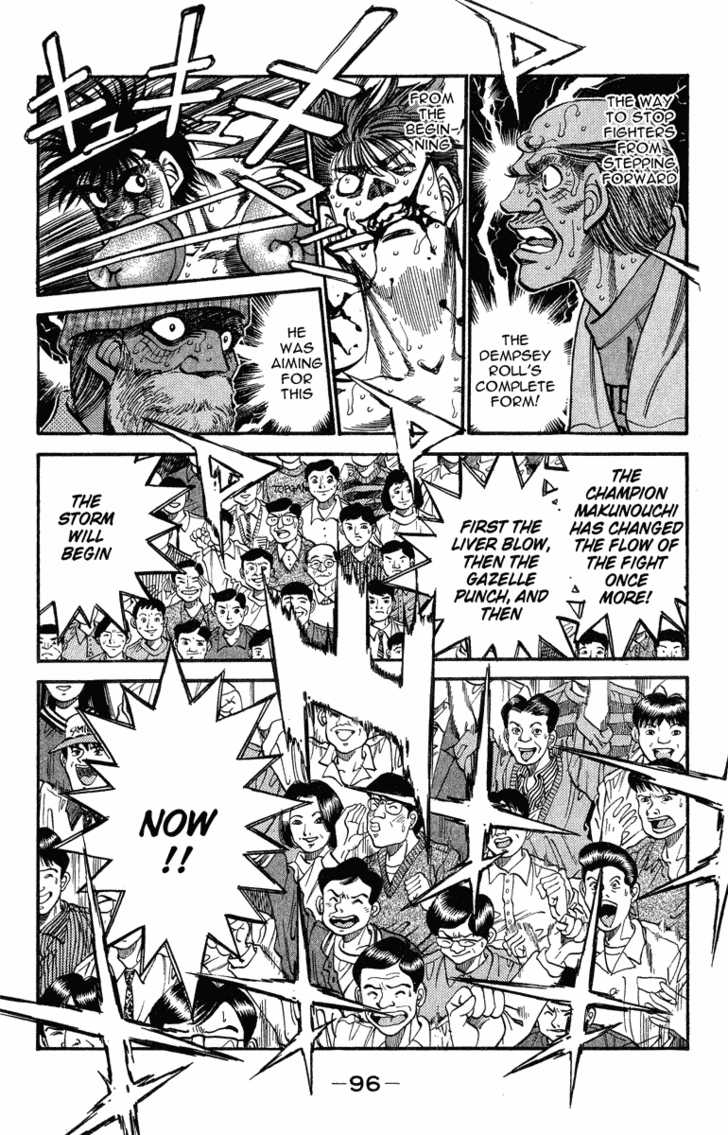 THE WAY
TO STOP
FIGHTERS
FROM
STEPPING
FORWARD
THE
DEMPSEY
ROLL'S
COMPLETE
FORM!
FROM
THE
BEGIN-
NING
キュキュキュ
HE
WAS
AIMING
FOR
THIS
THE
CHAMPION
MAKUNOUCHI
HAS CHANGED
THE FLOW OF
THE FIGHT
ONCE
MORE!
FIRST THE
LIVER BLOW,
THEN THE
GAZELLE
PUNCH, AND
THEN
THE
STORM
WILL
BEGIN
NOW
!!
—96—